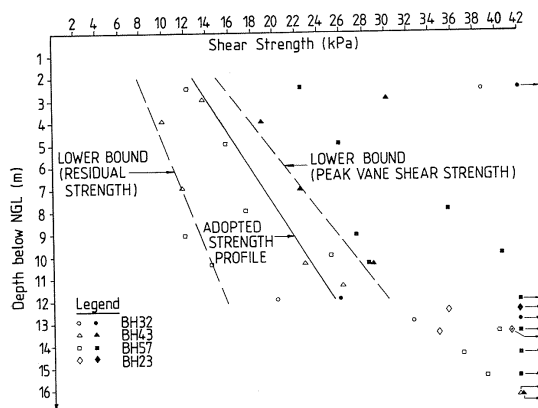 2 4 6 8 10 12 14 16 18 20 22 24 26 28 30 32 34 36 38 40 42
Shear Strength (kPa)
1
2
3
4
5
6
7
8
9
10
11
12
13
14
15
16
Depth below NGL (m)
LOWER BOUND
(RESIDUAL
STRENGTH)
LOWER BOUND
(PEAK VANE SHEAR STRENGTH)
ADOPTED
STRENGTH
PROFILE
Legend
BH32
BH43
BH57
BH23